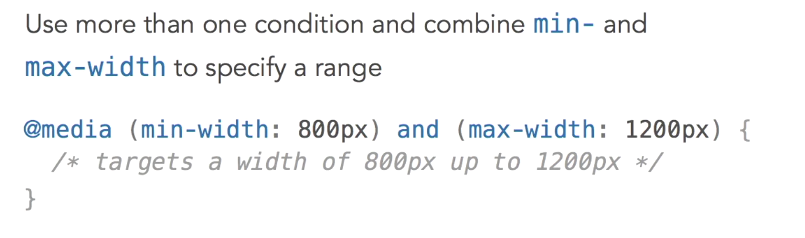 Use more than one condition and combine min- and
max-width to specify a range
@media (min-width: 800px) and (max-width: 1200px) {
  /* targets a width of 800px up to 1200px */
}